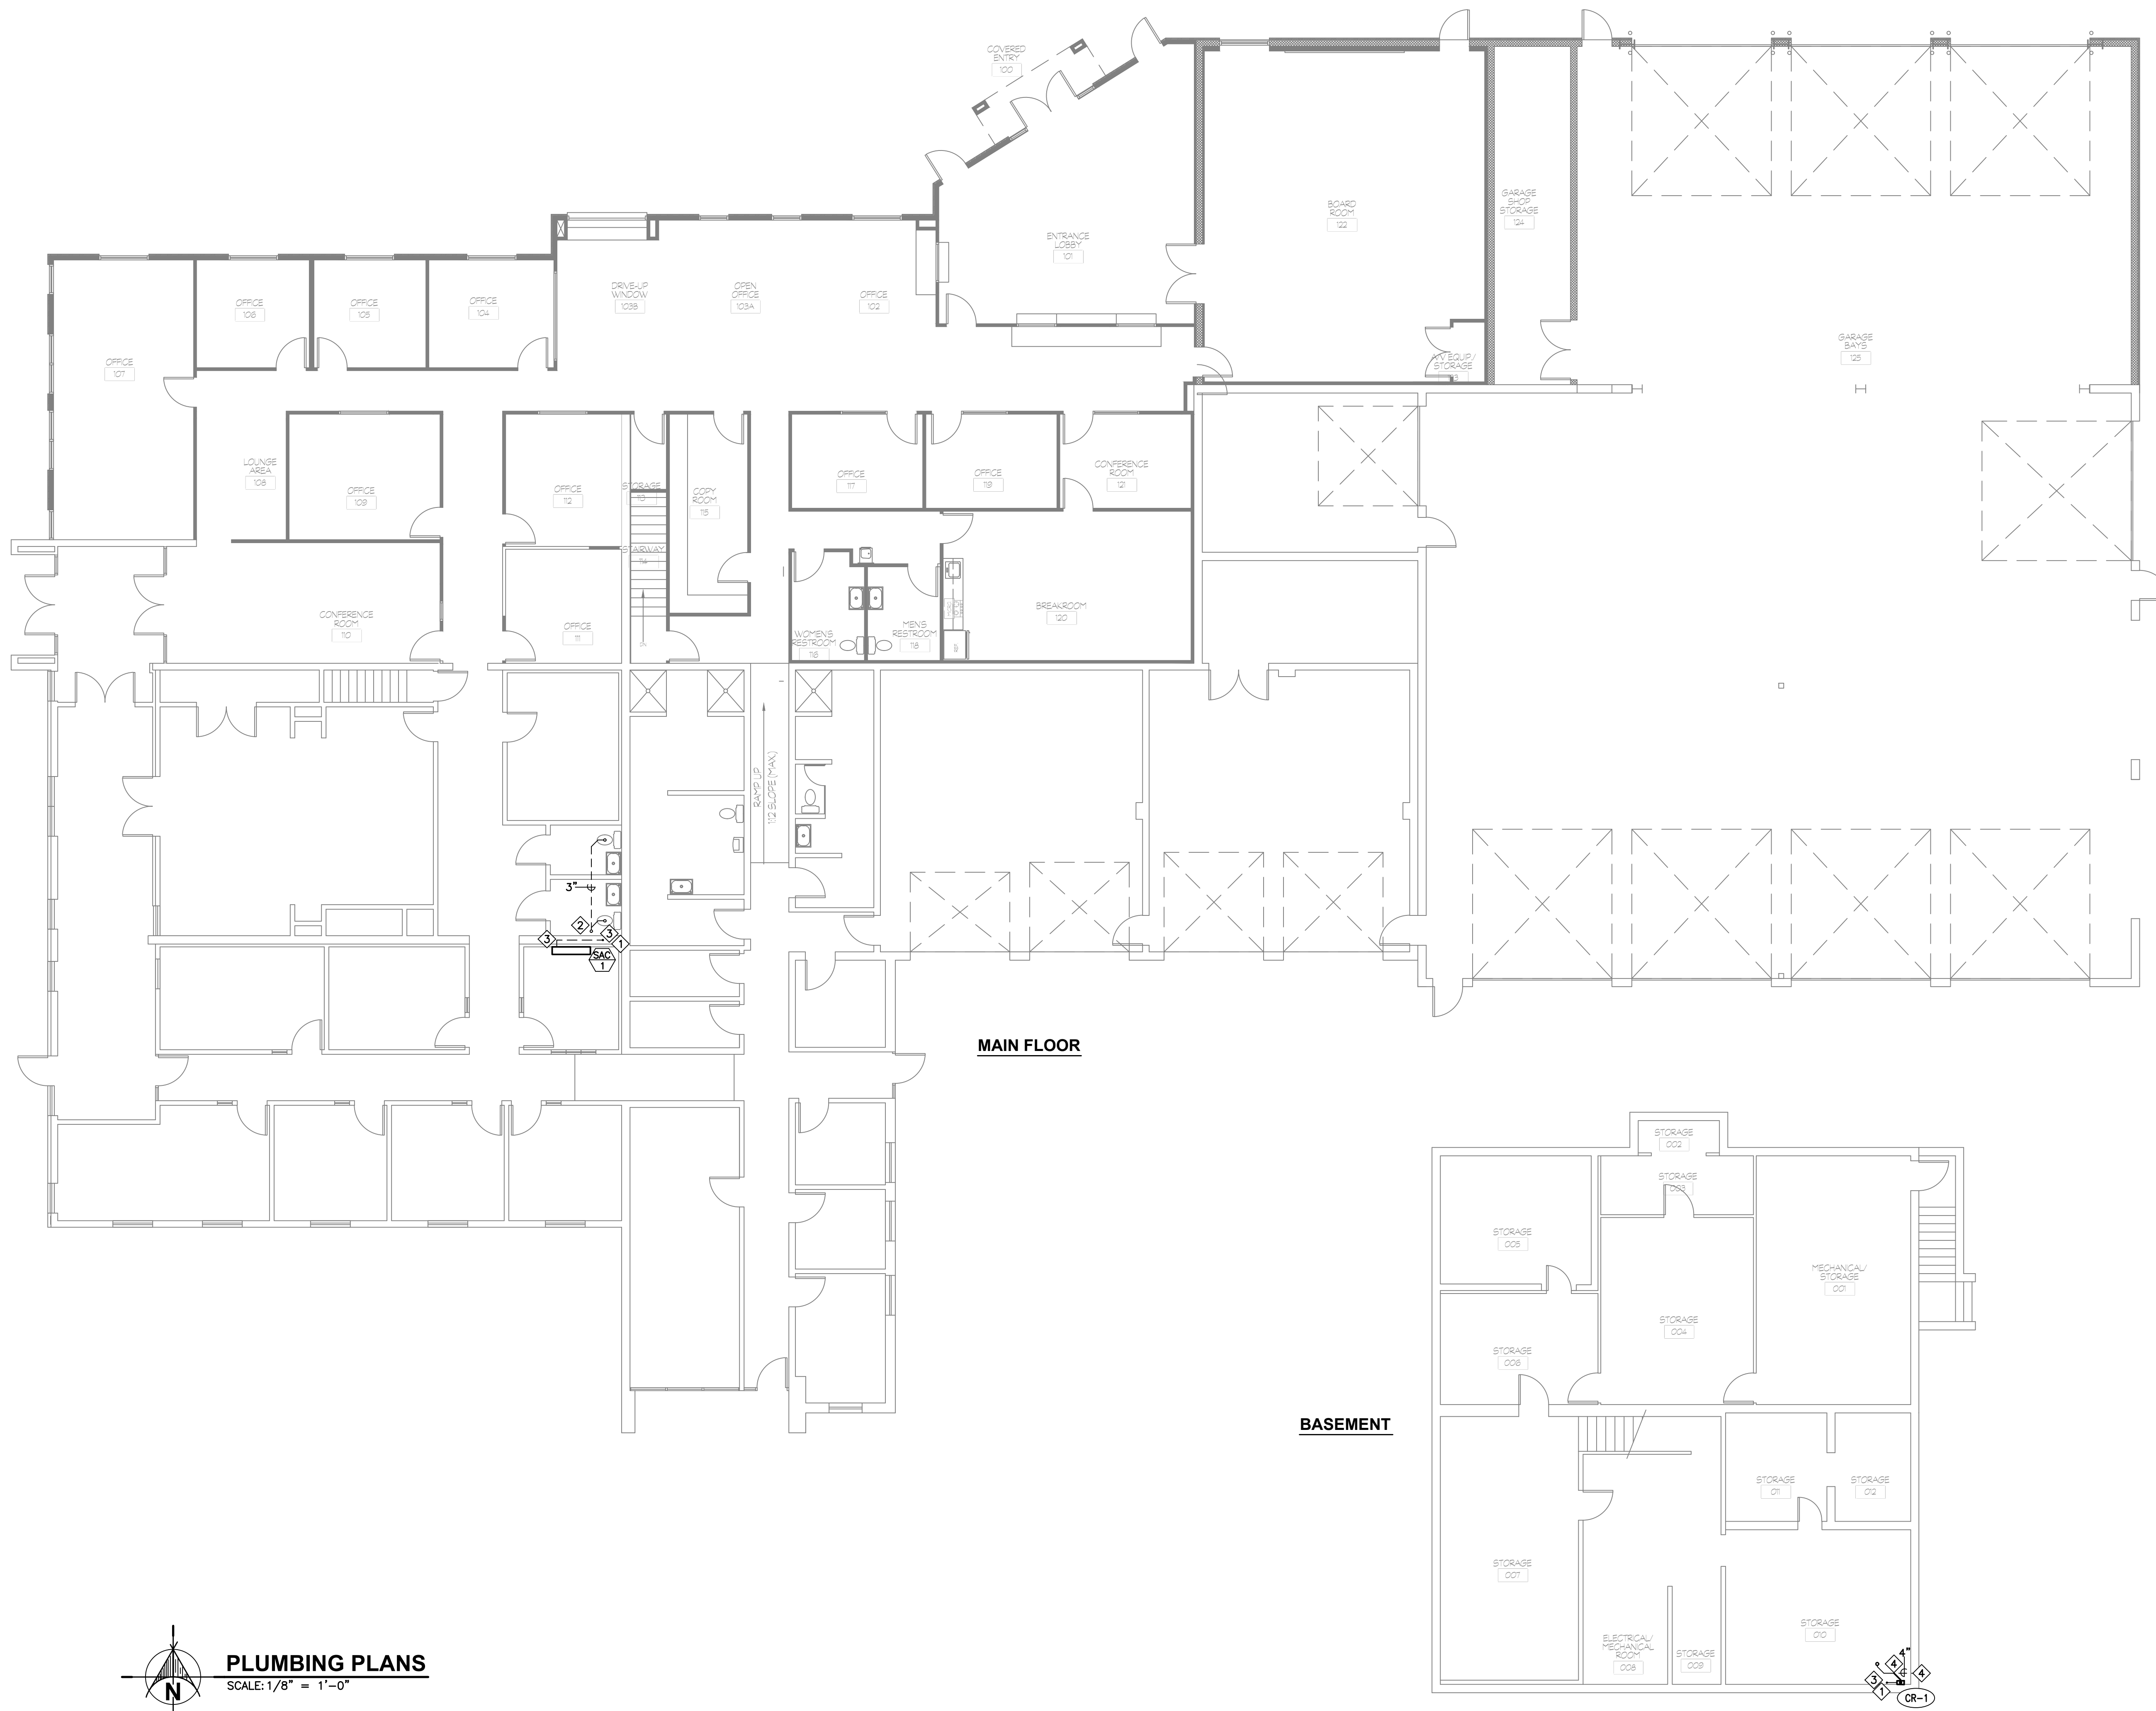 COVERED
ENTRY
100
GARAGE
SHOP
STORAGE
124
BOARD
ROOM
122
ENTRANCE
LOBBY
101
DRIVE-UP
WINDOW
103B
OPEN
OFFICE
103A
OFFICE
102
OFFICE
106
OFFICE
105
OFFICE
104
OFFICE
107
A/V EQUIP/
STORAGE
GARAGE
BAYS
125
LOUNGE
AREA
108
OFFICE
109
OFFICE
112
STORAGE
113
COPY
ROOM
115
OFFICE
117
OFFICE
119
CONFERENCE
ROOM
121
STARWAY
114
CONFERENCE
ROOM
110
OFFICE
111
DN
WOMENS
RESTROOM
116
MENS
RESTROOM
118
BREAKROOM
120
REF.
RAMP UP
1:12 SLOPE (MAX)
3"
2
3
3
1
SAC
1
MAIN FLOOR
STORAGE
002
STORAGE
003
STORAGE
005
MECHANICAL/
STORAGE
001
STORAGE
004
STORAGE
006
BASEMENT
STORAGE
011
STORAGE
012
STORAGE
007
STORAGE
010
ELECTRICAL/
MECHANICAL
ROOM
008
STORAGE
009
4"
4
4
3
1
CR-1
PLUMBING PLANS
SCALE: 1/8" = 1'-0"
N